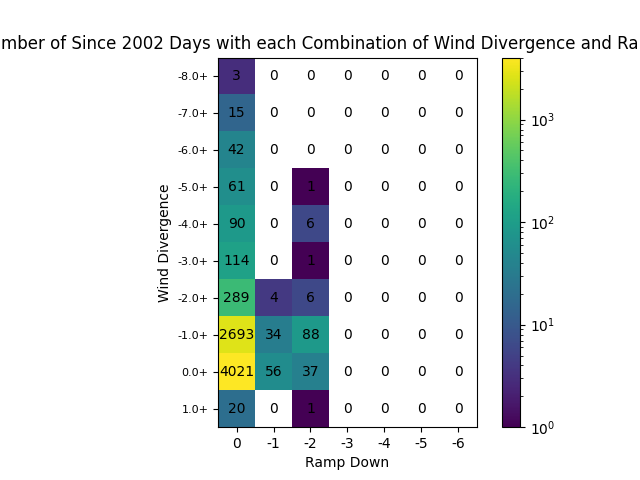 mber of Since 2002 Days with each Combination of Wind Divergence and Ra
-8.0+ 3 0 0 0 0 0 0
-7.0+ 15 0 0 0 0 0 0
-6.0+ 42 0 0 0 0 0 0
-5.0+ 61 0 1 0 0 0 0
-4.0+ 90 0 6 0 0 0 0
-3.0+ 114 0 1 0 0 0 0
-2.0+ 289 4 6 0 0 0 0
-1.0+ 2693 34 88 0 0 0 0
0.0+ 4021 56 37 0 0 0 0
1.0+ 20 0 1 0 0 0 0
0 -1 -2 -3 -4 -5 -6
Ramp Down
Wind Divergence
10³
10²
10¹
10⁰